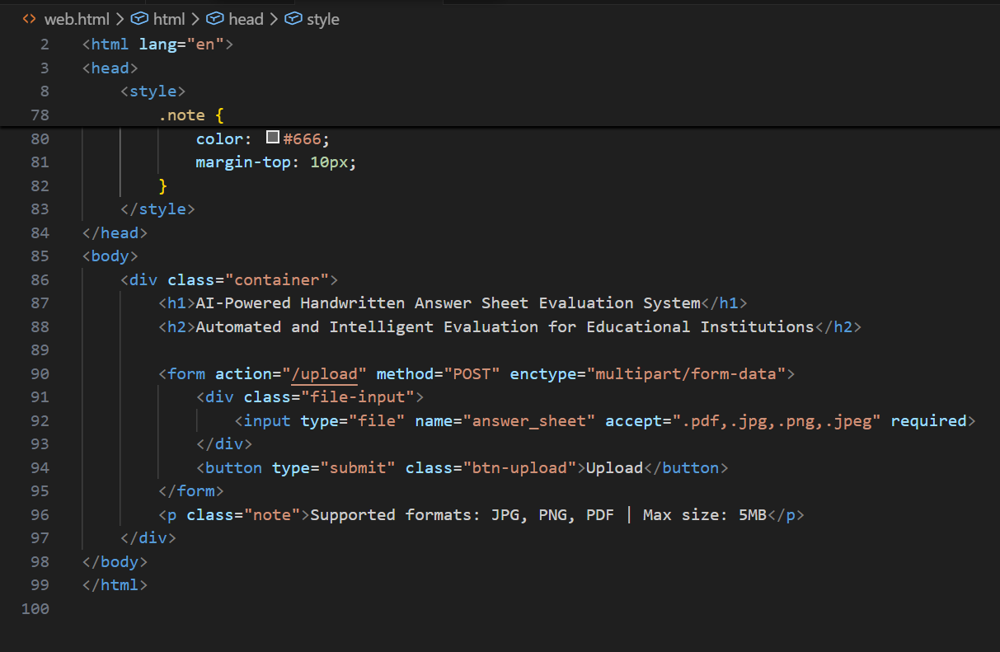 <> web.html > html > head > style
2 <html lang="en">
3 <head>
8     <style>
78         .note {
80             color: #666;
81             margin-top: 10px;
82         }
83     </style>
84 </head>
85 <body>
86     <div class="container">
87         <h1>AI-Powered Handwritten Answer Sheet Evaluation System</h1>
88         <h2>Automated and Intelligent Evaluation for Educational Institutions</h2>
89
90         <form action="/upload" method="POST" enctype="multipart/form-data">
91             <div class="file-input">
92                 <input type="file" name="answer_sheet" accept=".pdf,.jpg,.png,.jpeg" required>
93             </div>
94             <button type="submit" class="btn-upload">Upload</button>
95         </form>
96         <p class="note">Supported formats: JPG, PNG, PDF | Max size: 5MB</p>
97     </div>
98 </body>
99 </html>
100